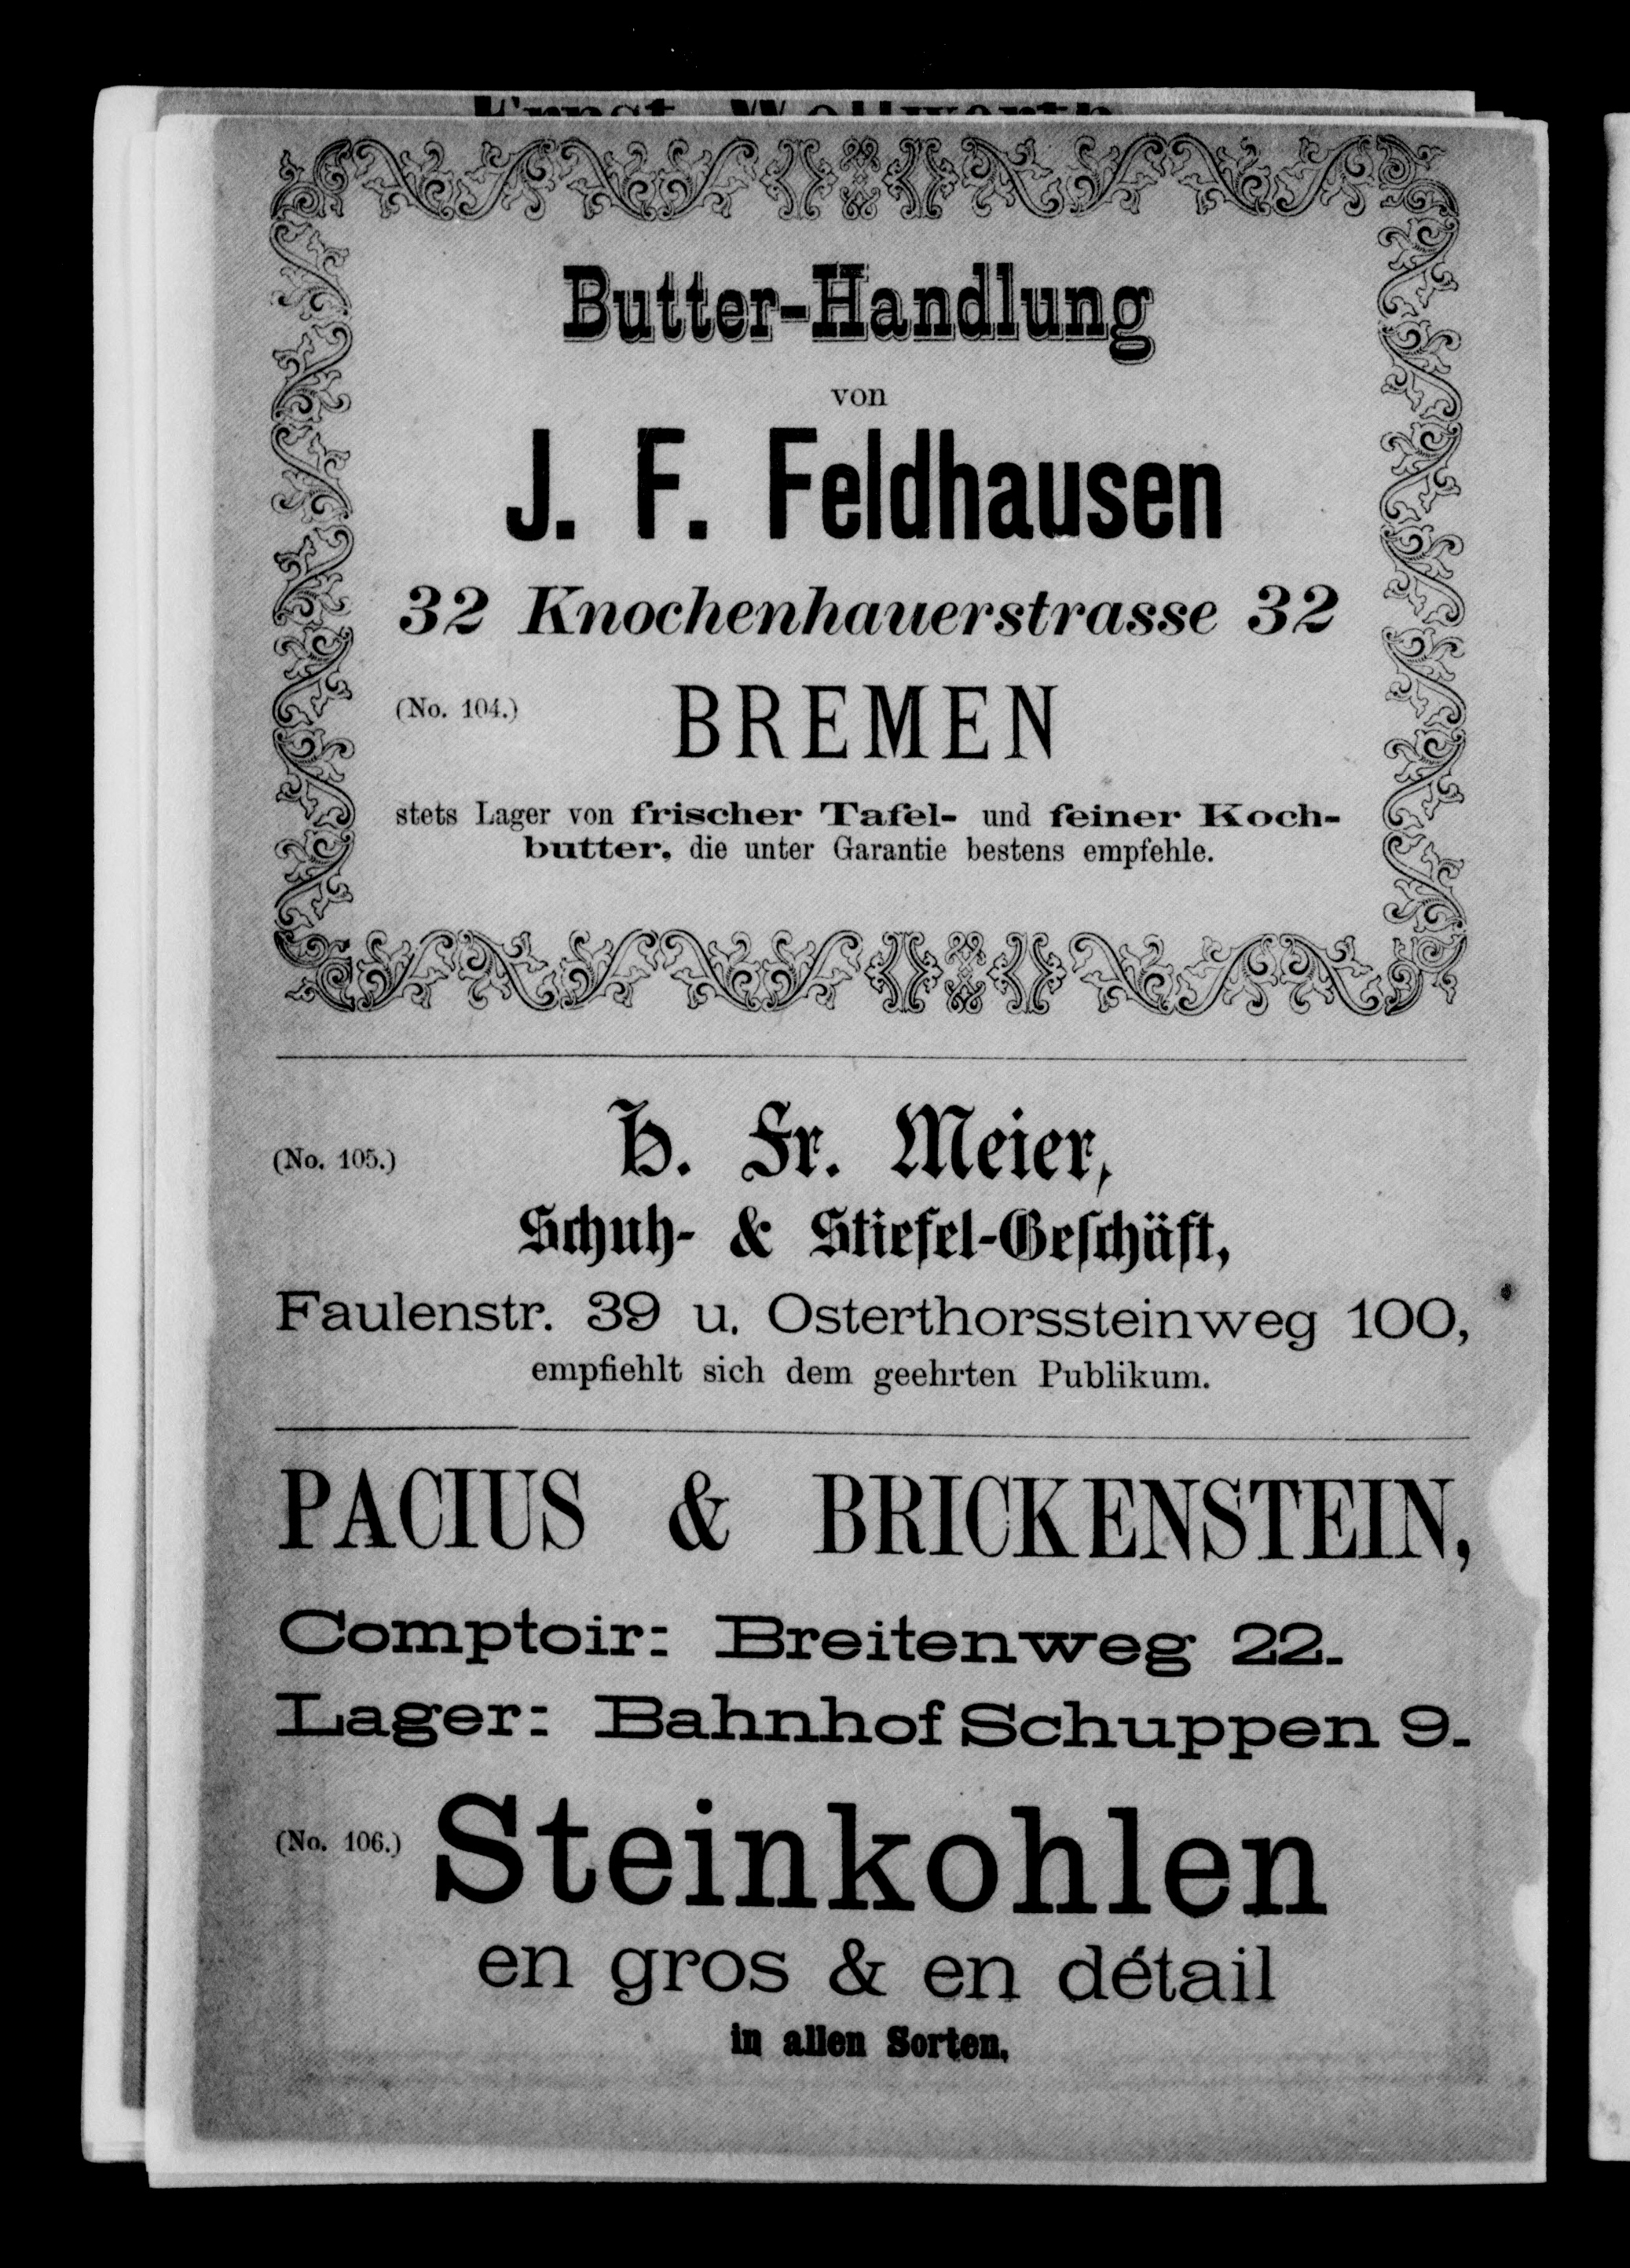 Butter-Handlung
von
J. F. Feldhausen
32 Knochenhauerstrasse 32
(No. 104.) BREMEN
stets Lager von frischer Tafel- und feiner Koch-
butter, die unter Garantie bestens empfehle.
(No. 105.) H. Fr. Meier,
Schuh- & Stiefel-Geſchäft,
Faulenstr. 39 u. Osterthorssteinweg 100,
empfiehlt sich dem geehrten Publikum.
PACIUS & BRICKENSTEIN,
Comptoir: Breitenweg 22.
Lager: Bahnhof Schuppen 9.
(No. 106.) Steinkohlen
en gros & en détail
in allen Sorten.